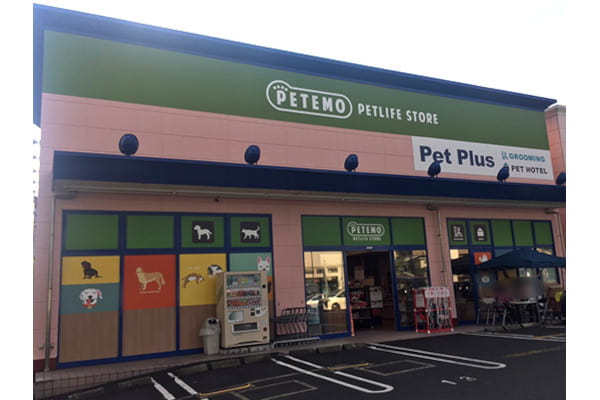 PETEMO PETLIFE STORE
Pet Plus
GROOMING
PET HOTEL
PETEMO
PETLIFE STORE